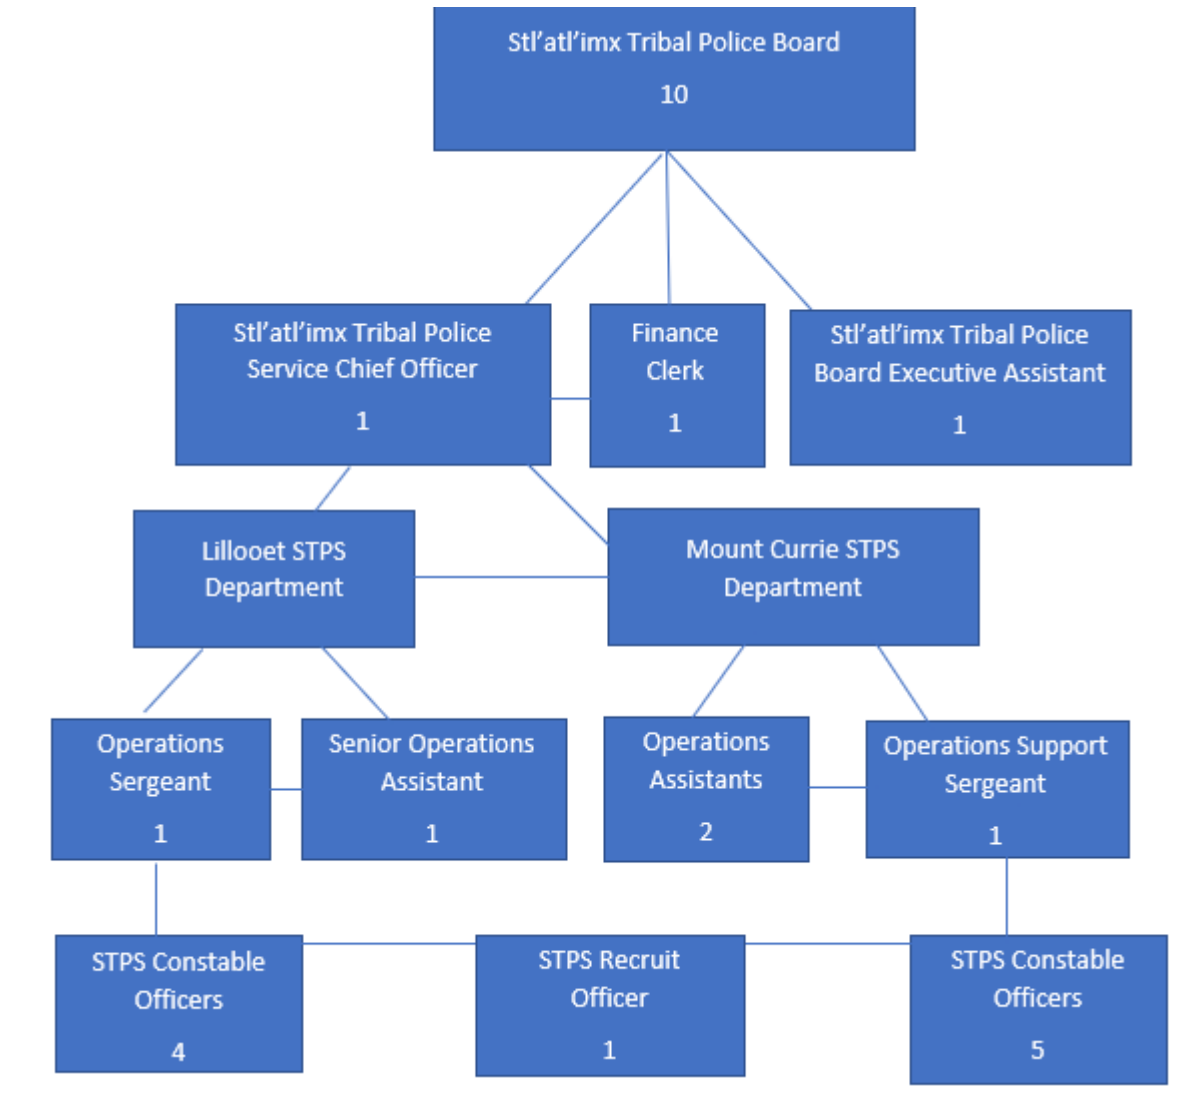 Stl’atl’imx Tribal Police Board
10
Stl’atl’imx Tribal Police
Service Chief Officer
1
Finance
Clerk
1
Stl’atl’imx Tribal Police
Board Executive Assistant
1
Lillooet STPS
Department
Mount Currie STPS
Department
Operations
Sergeant
1
Senior Operations
Assistant
1
Operations
Assistants
2
Operations Support
Sergeant
1
STPS Constable
Officers
4
STPS Recruit
Officer
1
STPS Constable
Officers
5